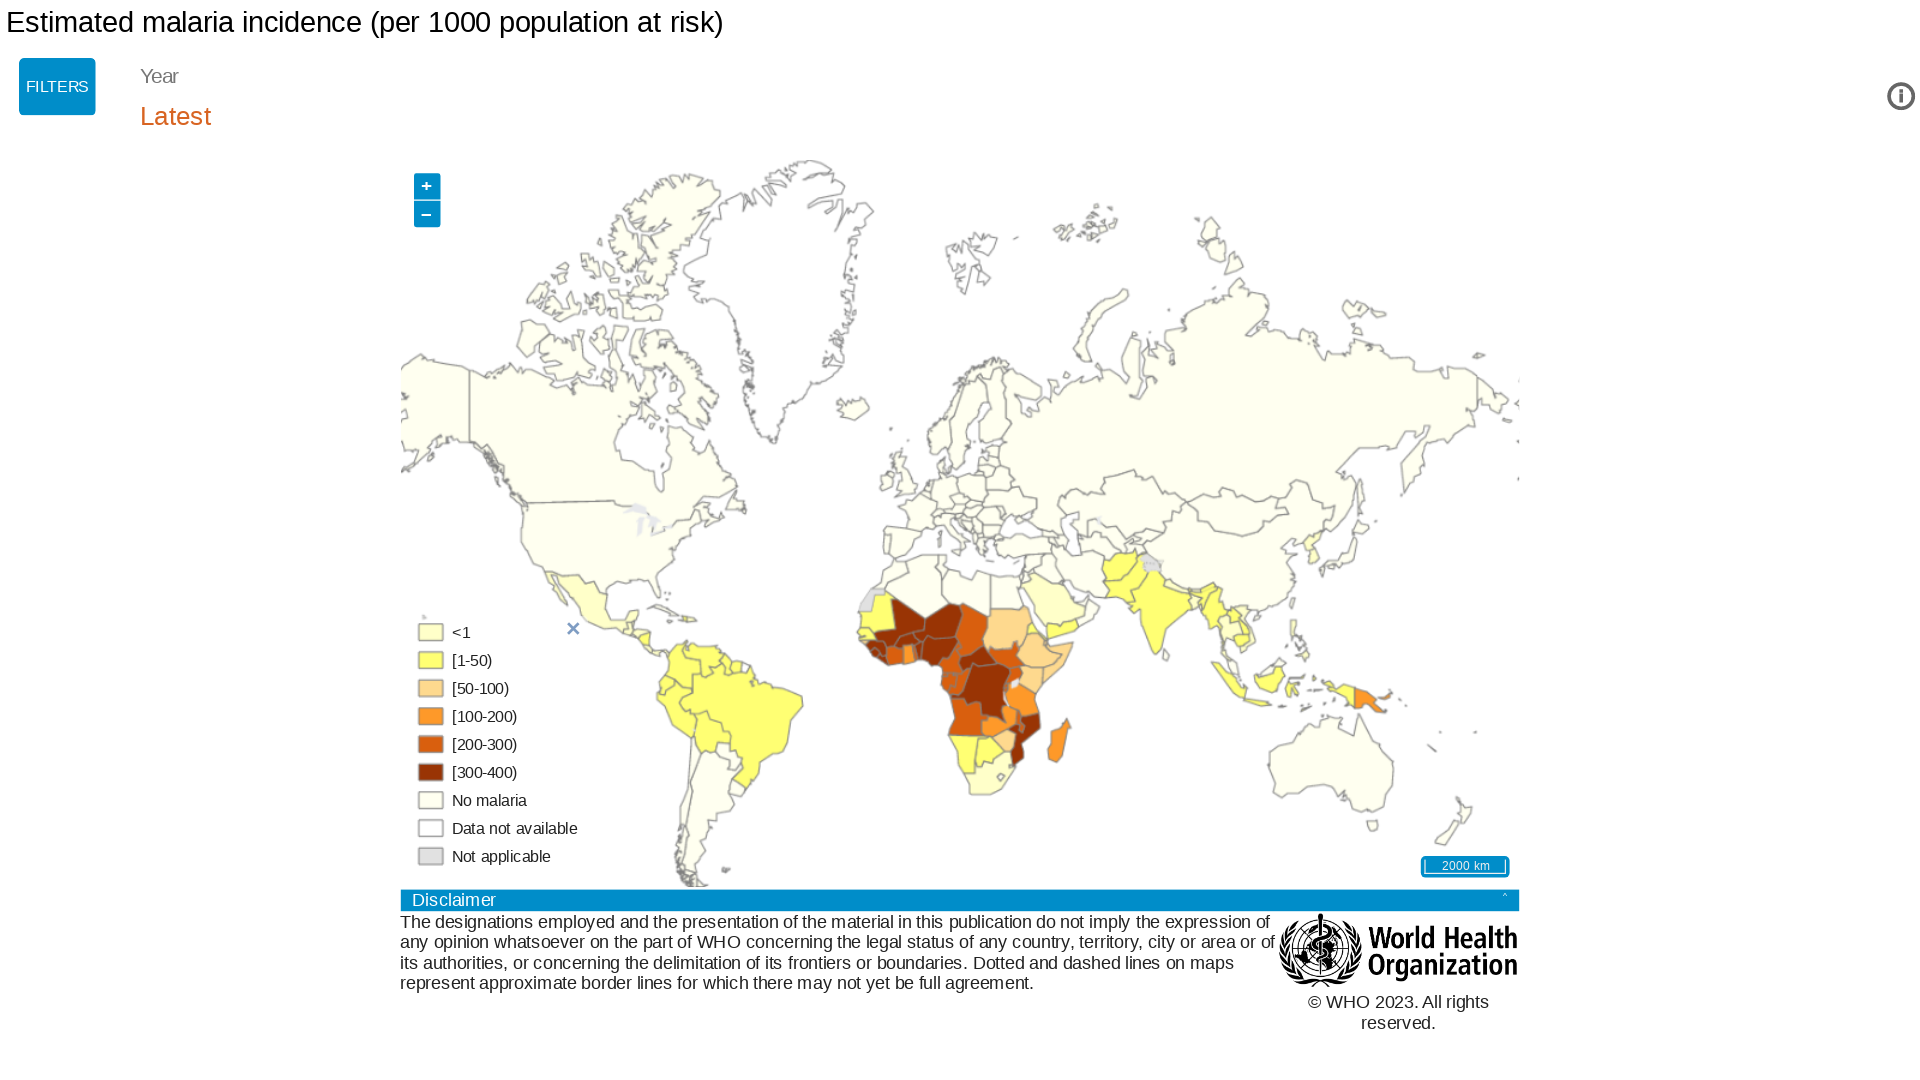 Estimated malaria incidence (per 1000 population at risk)
FILTERS
Year
Latest
+
−
<1
[1-50)
[50-100)
[100-200)
[200-300)
[300-400)
No malaria
Data not available
Not applicable
2000 km
Disclaimer
The designations employed and the presentation of the material in this publication do not imply the expression of
any opinion whatsoever on the part of WHO concerning the legal status of any country, territory, city or area or of
its authorities, or concerning the delimitation of its frontiers or boundaries. Dotted and dashed lines on maps
represent approximate border lines for which there may not yet be full agreement.
World Health
Organization
© WHO 2023. All rights
reserved.